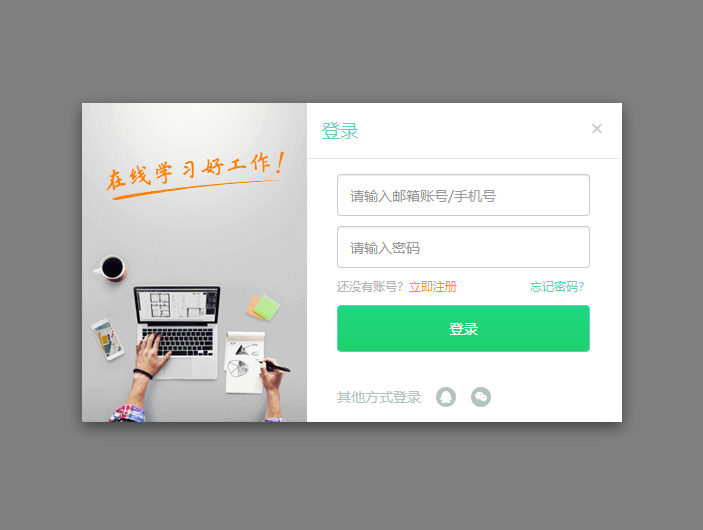 在线学习好工作!
登录
×
请输入邮箱账号/手机号
请输入密码
还没有账号? 立即注册 忘记密码?
登录
其他方式登录